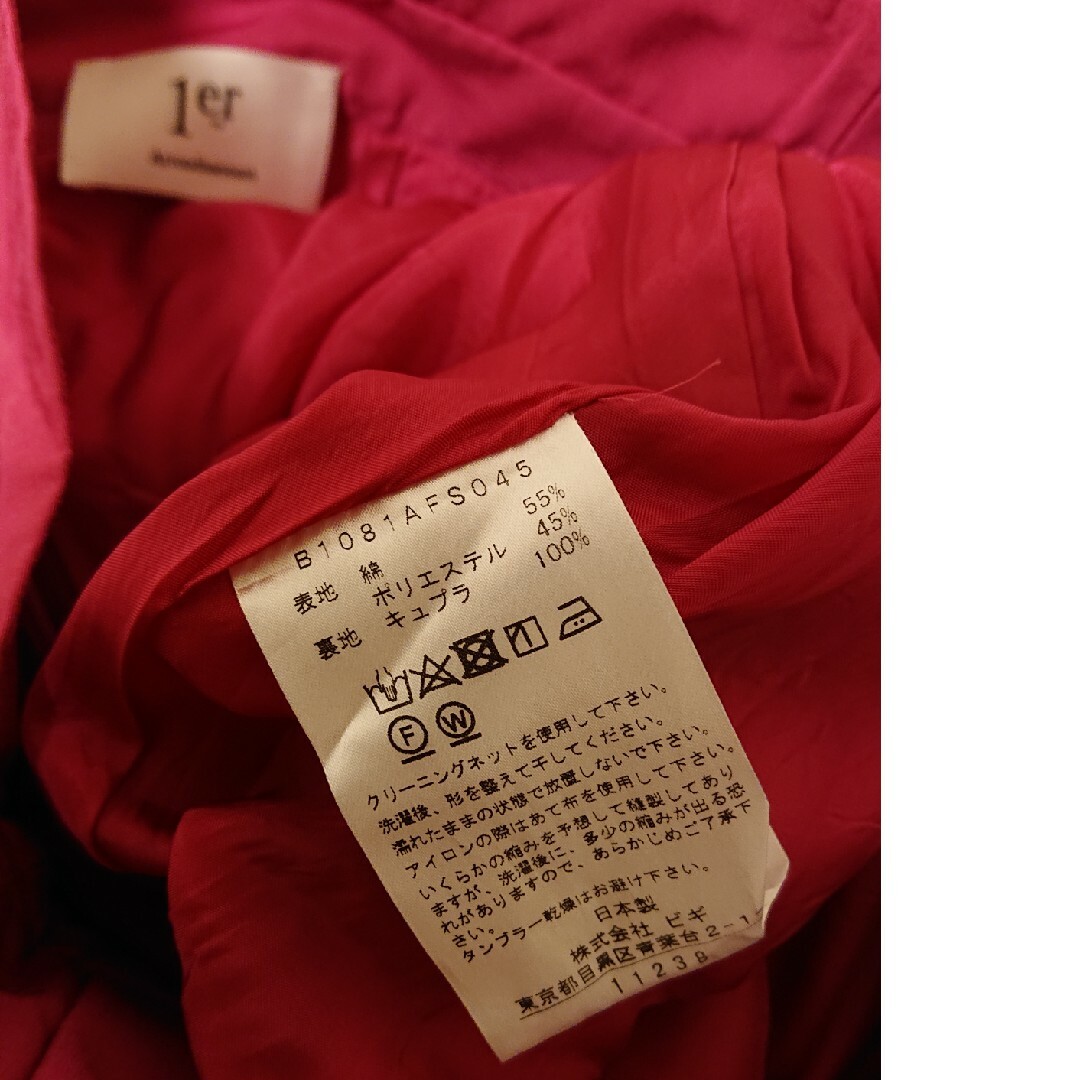 1er
Arrondissement
B1081AFS045
表地 綿 55%
ポリエステル 45%
裏地 キュプラ 100%
F W
クリーニングネットを使用して下さい。
洗濯後、形を整えて干してください。
濡れたままの状態で放置しないで下さい。
アイロンの際はあて布を使用して下さい。
いくらかの縮みを予想して縫製してあり
ますが、洗濯後に、多少の縮みが出る恐
れがありますので、あらかじめご了承下
さい。
タンブラー乾燥はお避け下さい。
日本製
株式会社 ビギ
東京都目黒区青葉台2-1
11238